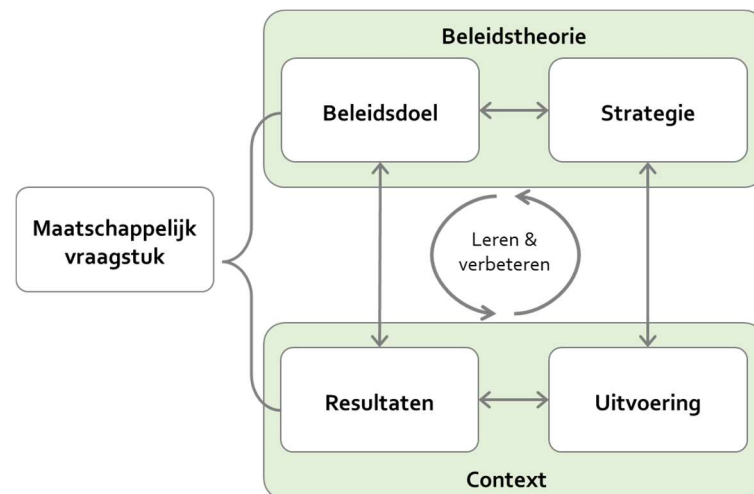 Beleidstheorie
Beleidsdoel
Strategie
Maatschappelijk
vraagstuk
Leren &
verbeteren
Resultaten
Uitvoering
Context